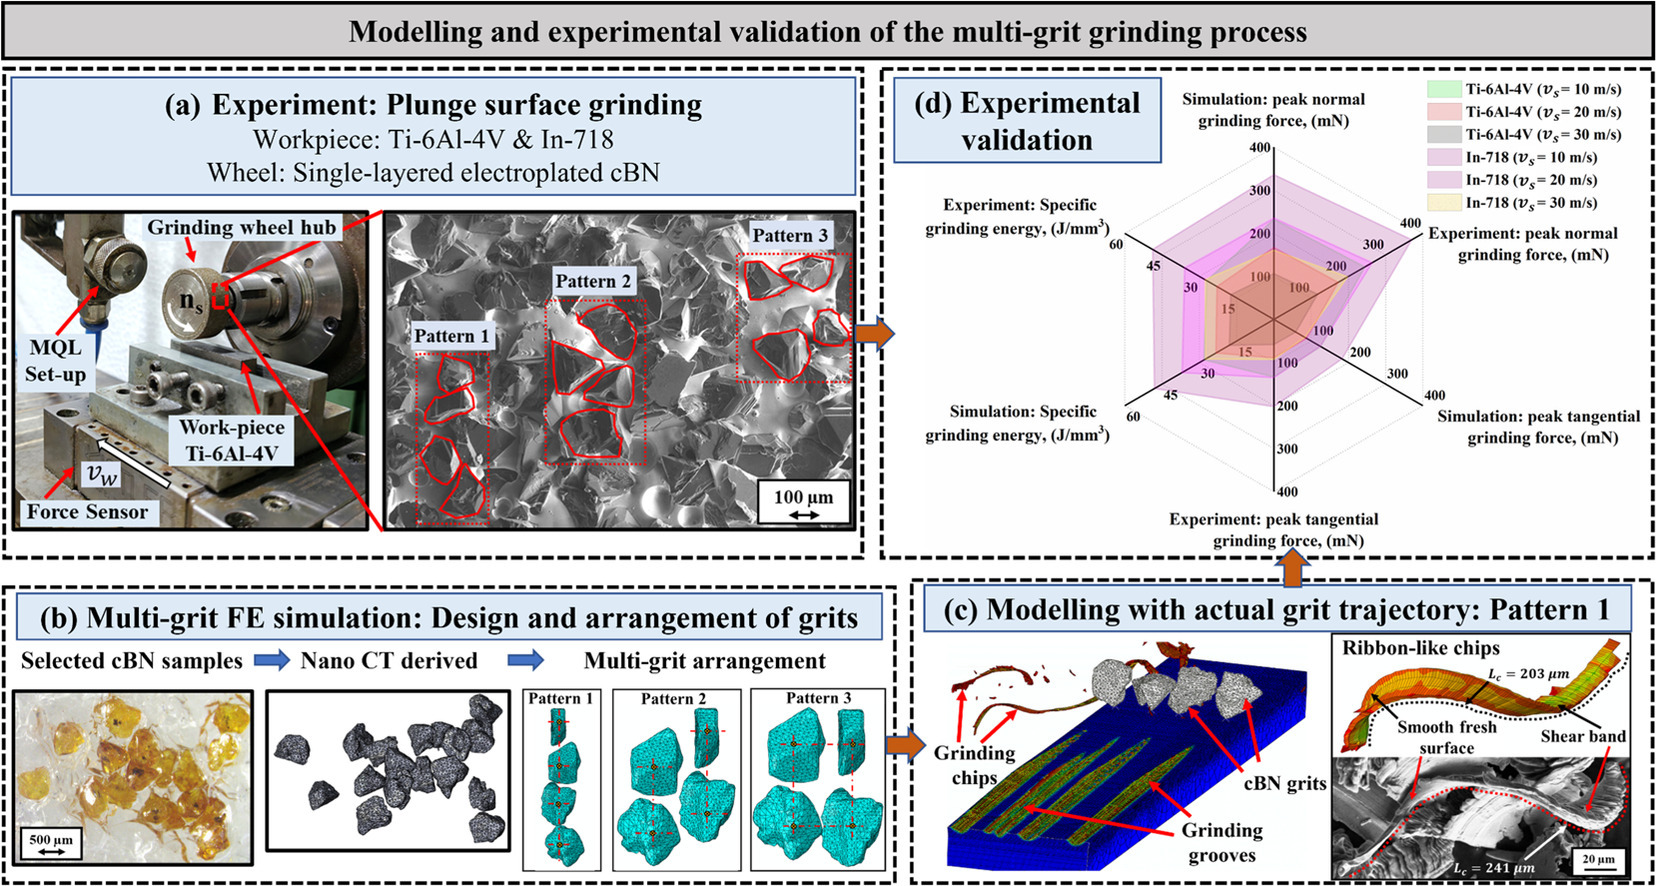 Modelling and experimental validation of the multi-grit grinding process
(a) Experiment: Plunge surface grinding
Workpiece: Ti-6Al-4V & In-718
Wheel: Single-layered electroplated cBN
Grinding wheel hub
nₛ
MQL
Set-up
Work-piece
Ti-6Al-4V
v_W
Force Sensor
Pattern 1
Pattern 2
Pattern 3
100 µm
(d) Experimental
validation
Simulation: peak normal
grinding force, (mN)
Ti-6Al-4V (vₛ = 10 m/s)
Ti-6Al-4V (vₛ = 20 m/s)
Ti-6Al-4V (vₛ = 30 m/s)
In-718 (vₛ = 10 m/s)
In-718 (vₛ = 20 m/s)
In-718 (vₛ = 30 m/s)
400
300
200
100
Experiment: peak normal
grinding force, (mN)
400
300
200
100
Simulation: peak tangential
grinding force, (mN)
100
200
300
400
Experiment: peak tangential
grinding force, (mN)
100
200
300
400
Simulation: Specific
grinding energy, (J/mm³)
15
30
45
60
Experiment: Specific
grinding energy, (J/mm³)
60
45
30
15
(b) Multi-grit FE simulation: Design and arrangement of grits
Selected cBN samples
Nano CT derived
Multi-grit arrangement
500 µm
Pattern 1
Pattern 2
Pattern 3
(c) Modelling with actual grit trajectory: Pattern 1
Grinding
chips
cBN grits
Grinding
grooves
Ribbon-like chips
L_c = 203 µm
Smooth fresh
surface
Shear band
L_c = 241 µm
20 µm